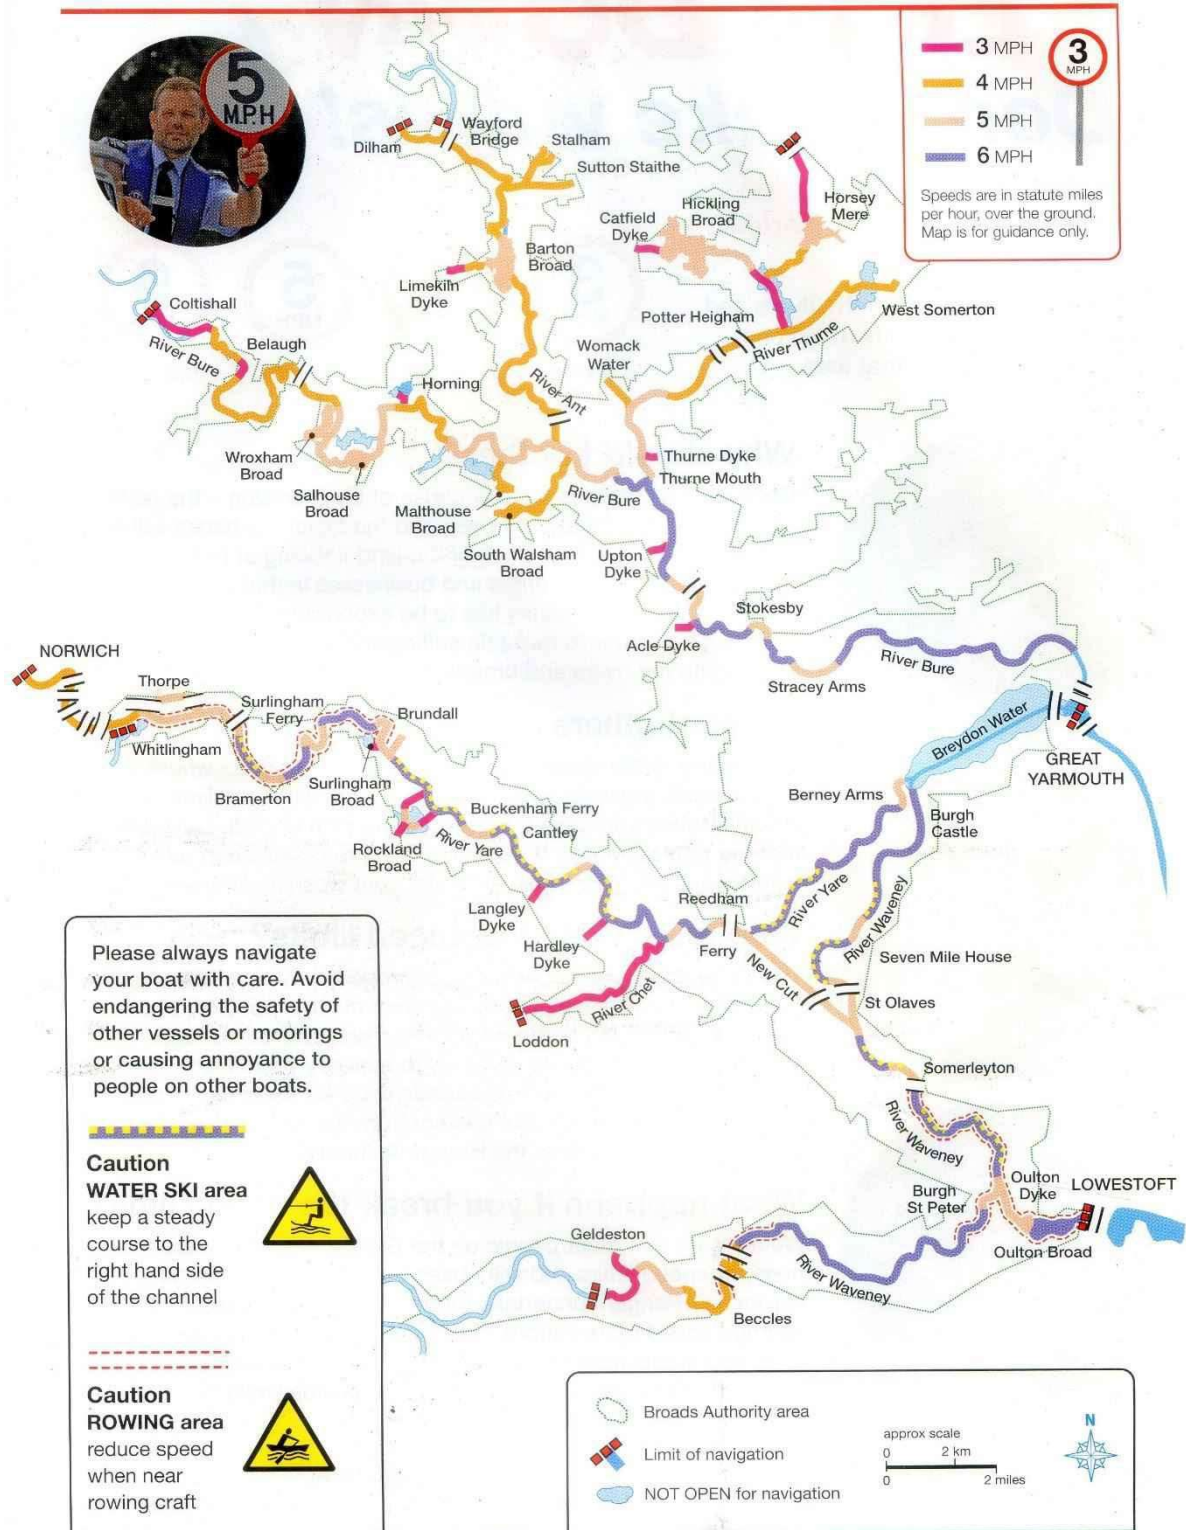 5
M.P.H
3 MPH
4 MPH
5 MPH
6 MPH
3
MPH
Speeds are in statute miles
per hour, over the ground.
Map is for guidance only.
Dilham
Wayford
Bridge
Stalham
Sutton Staithe
Catfield
Dyke
Hickling
Broad
Horsey
Mere
Barton
Broad
Limekiln
Dyke
Coltishall
River Bure
Belaugh
Potter Heigham
River Thurne
West Somerton
Womack
Water
Horning
River Ant
Wroxham
Broad
Salhouse
Broad
Malthouse
Broad
South Walsham
Broad
River Bure
Thurne Dyke
Thurne Mouth
Upton
Dyke
Acle Dyke
Stokesby
Stracey Arms
River Bure
NORWICH
Thorpe
Whitlingham
Surlingham
Ferry
Brundall
Bramerton
Surlingham
Broad
Breydon Water
GREAT
YARMOUTH
Berney Arms
Burgh
Castle
Buckenham Ferry
Cantley
Rockland
Broad
River Yare
Langley
Dyke
Hardley
Dyke
Reedham
Ferry
River Yare
River Waveney
New Cut
Seven Mile House
St Olaves
River Chet
Loddon
Somerleyton
River Waveney
Oulton
Dyke
LOWESTOFT
Burgh
St Peter
Oulton Broad
Geldeston
River Waveney
Beccles
Please always navigate
your boat with care. Avoid
endangering the safety of
other vessels or moorings
or causing annoyance to
people on other boats.
Caution
WATER SKI area
keep a steady
course to the
right hand side
of the channel
Caution
ROWING area
reduce speed
when near
rowing craft
Broads Authority area
Limit of navigation
NOT OPEN for navigation
approx scale
0 2 km
0 2 miles
N